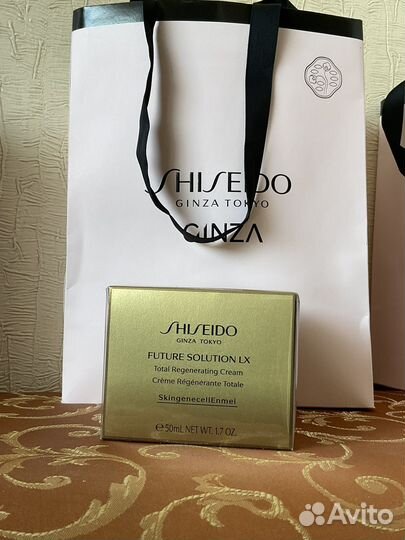 SHISEIDO
GINZA TOKYO
GINZA
SHISEIDO
GINZA TOKYO
FUTURE SOLUTION LX
Total Regenerating Cream
Crème Régénérante Totale
SkingenecellEnmei
℮ 50mL NET WT. 1.7 OZ.
Avito